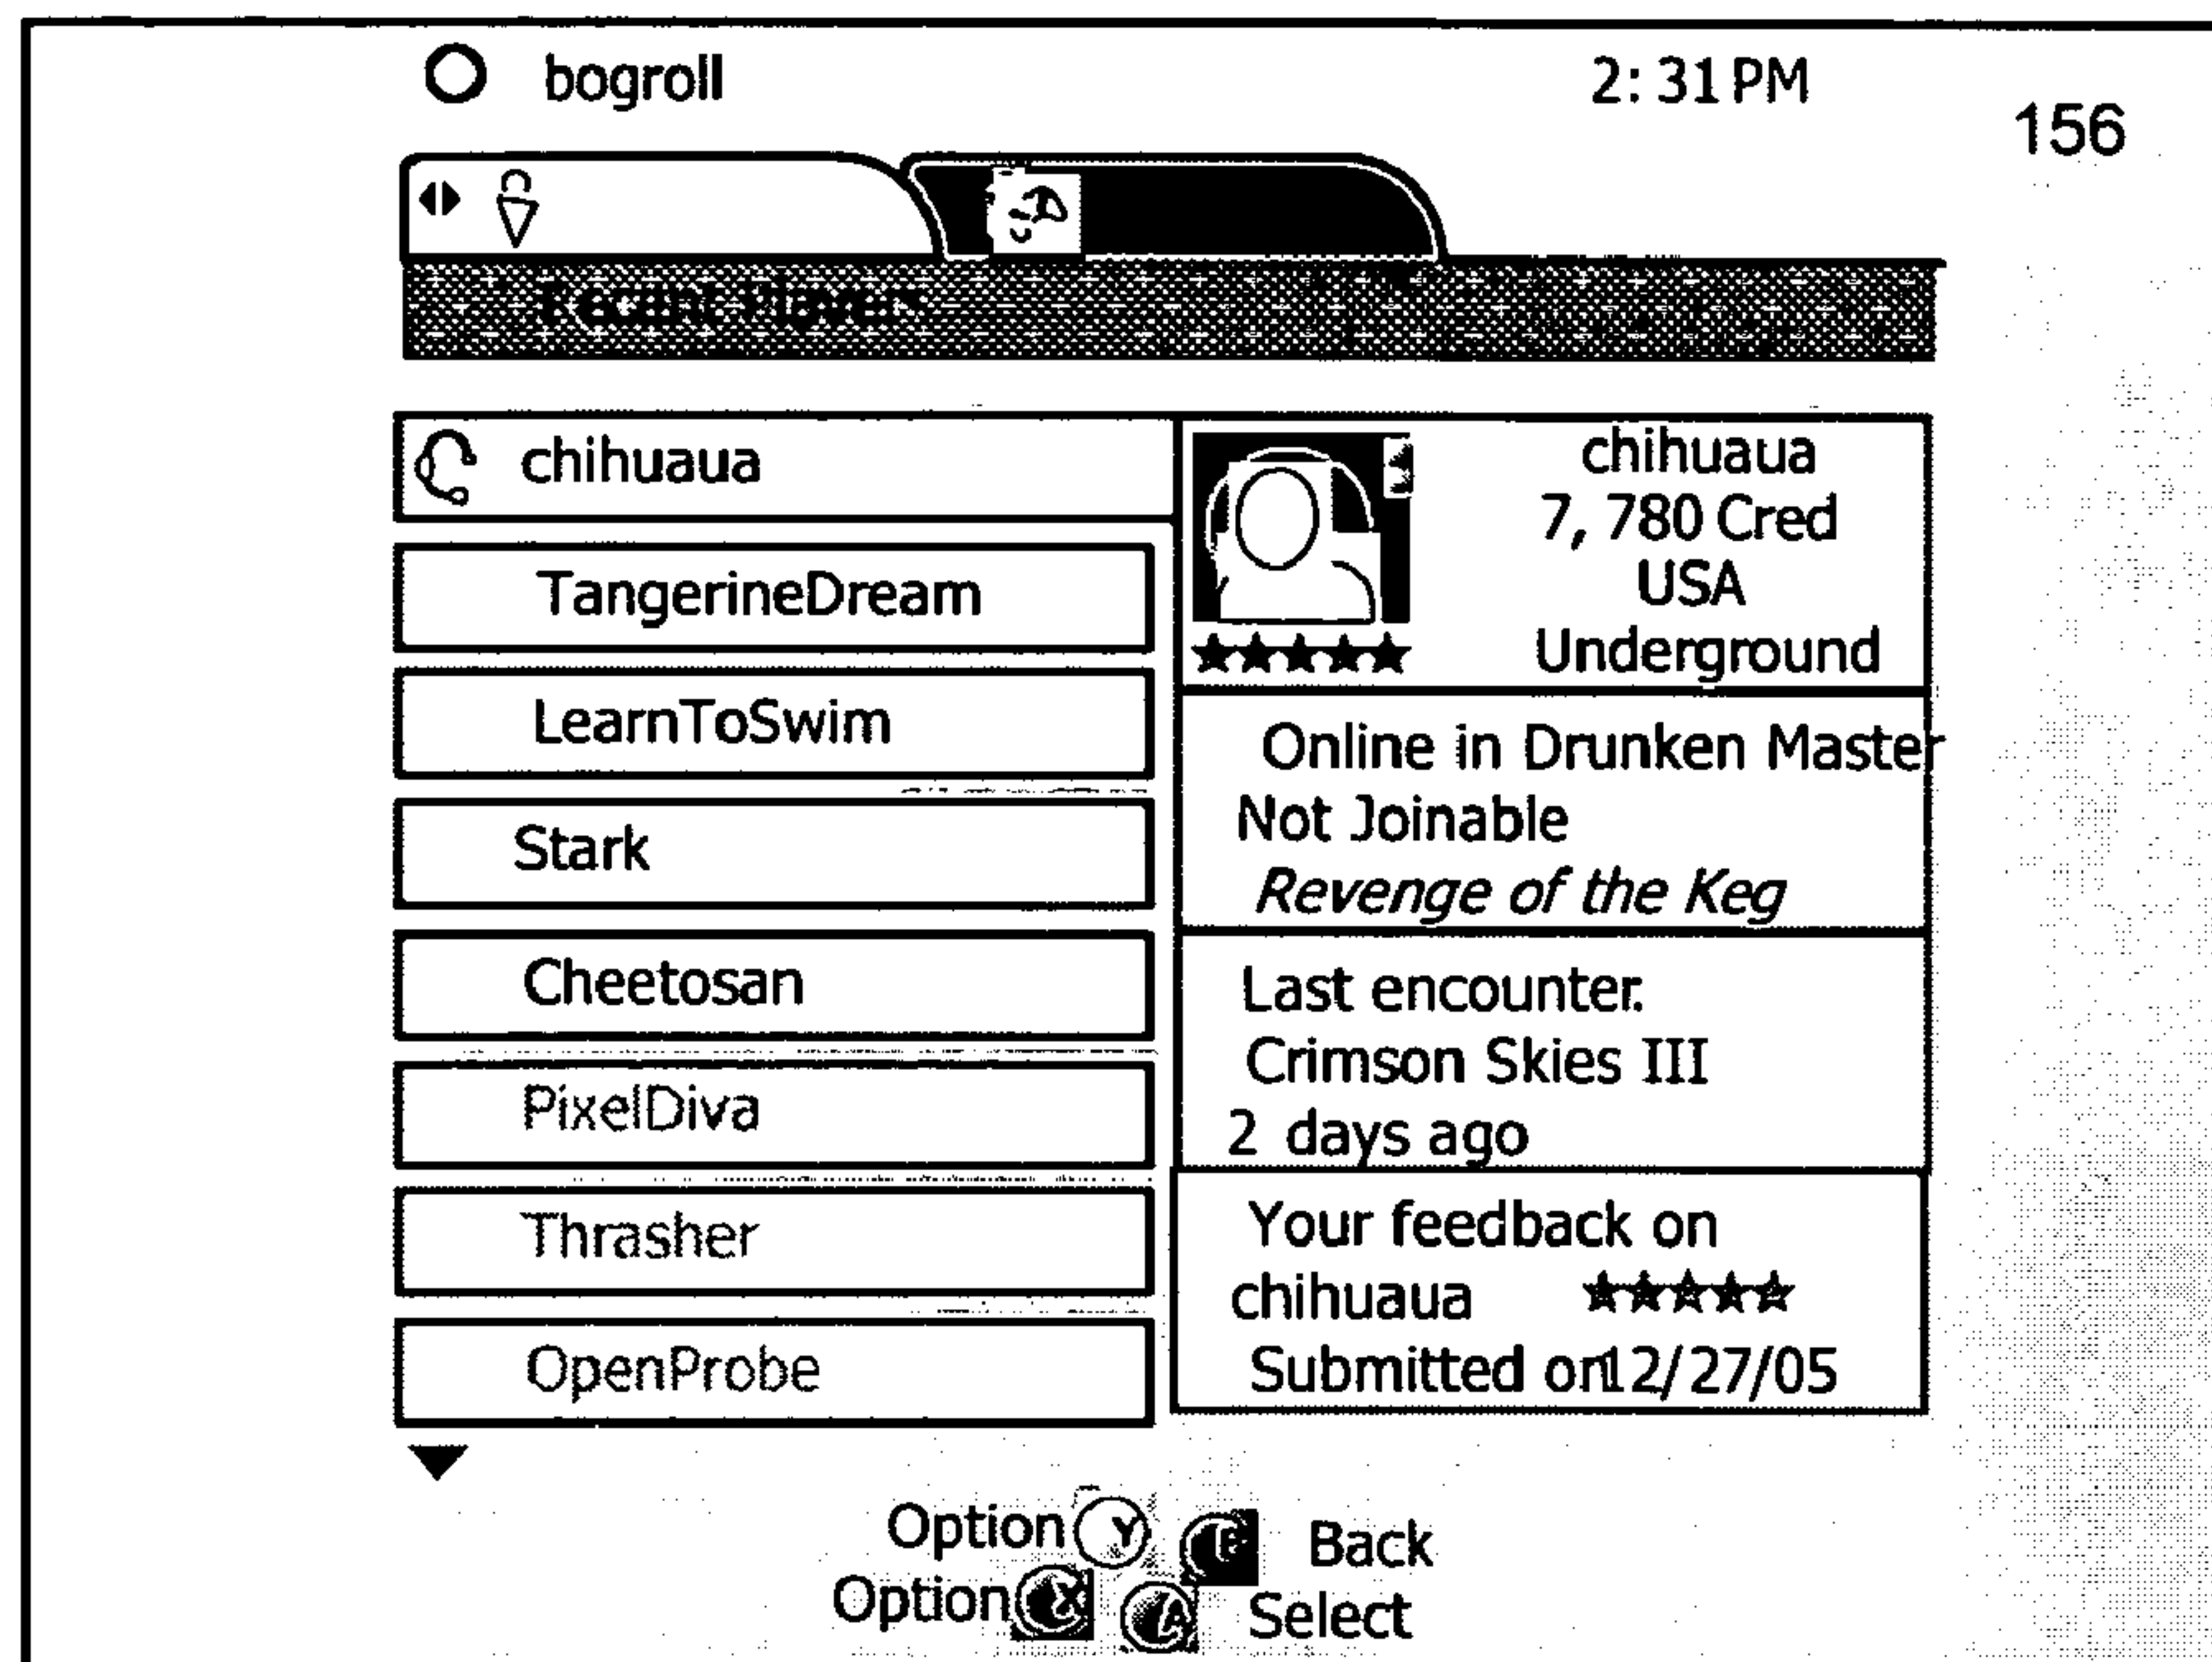 bogroll
2: 31 PM
156
Recent Players
chihuaua
TangerineDream
LearnToSwim
Stark
Cheetosan
PixelDiva
Thrasher
OpenProbe
chihuaua
7, 780 Cred
USA
Underground
Online in Drunken Master
Not Joinable
Revenge of the Keg
Last encounter:
Crimson Skies III
2 days ago
Your feedback on
chihuaua ★★★★★
Submitted on12/27/05
Option Y
B Back
Option X
A Select